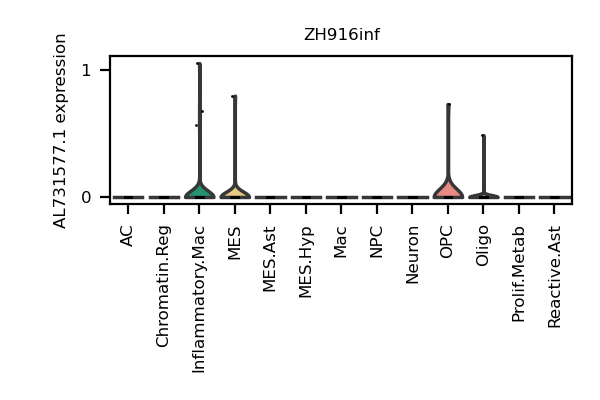 ZH916inf
AL731577.1 expression
1
0
AC
Chromatin.Reg
Inflammatory.Mac
MES
MES.Ast
MES.Hyp
Mac
NPC
Neuron
OPC
Oligo
Prolif.Metab
Reactive.Ast